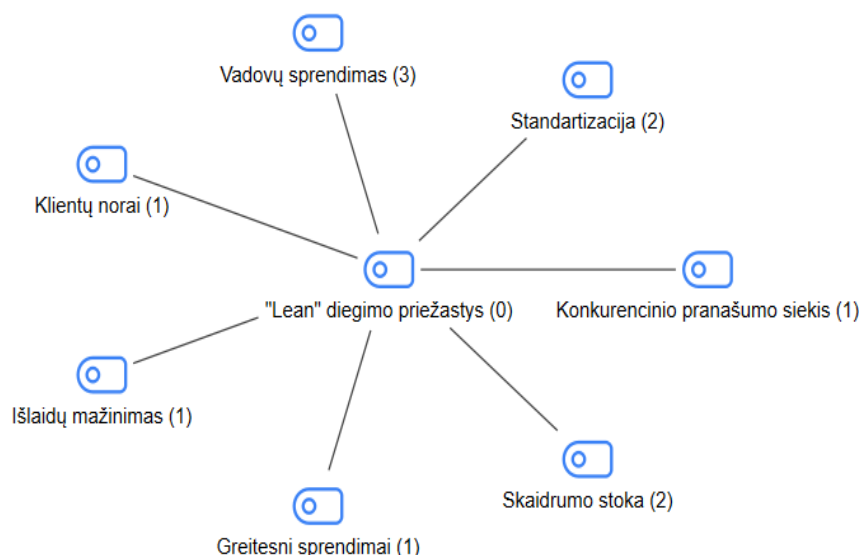 Vadovų sprendimas (3)
Standartizacija (2)
Klientų norai (1)
"Lean" diegimo priežastys (0)
Konkurencinio pranašumo siekis (1)
Išlaidų mažinimas (1)
Skaidrumo stoka (2)
Greitesni sprendimai (1)